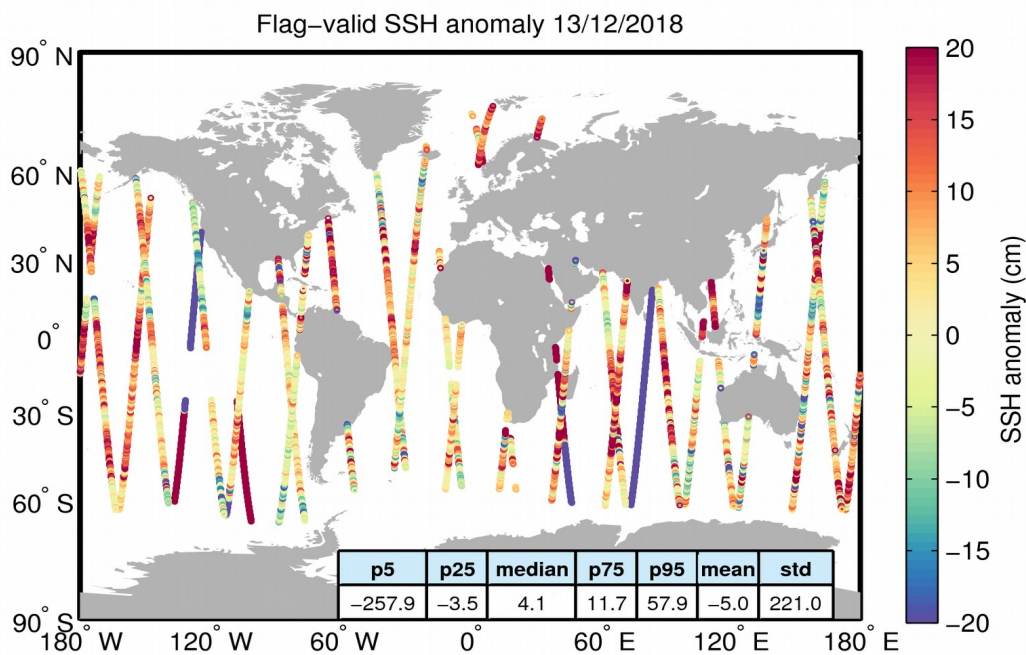 Flag−valid SSH anomaly 13/12/2018
90° N
60° N
30° N
0°
30° S
60° S
90° S
180° W
120° W
60° W
0°
60° E
120° E
180° E
p5 p25 median p75 p95 mean std
−257.9 −3.5 4.1 11.7 57.9 −5.0 221.0
20
15
10
5
0
−5
−10
−15
−20
SSH anomaly (cm)